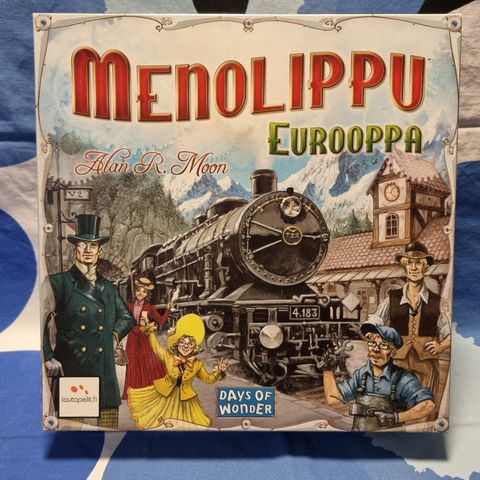 MENOLIPPU
EUROOPPA
Alan R. Moon
V2
4.183
lautapelit.fi
DAYS OF
WONDER